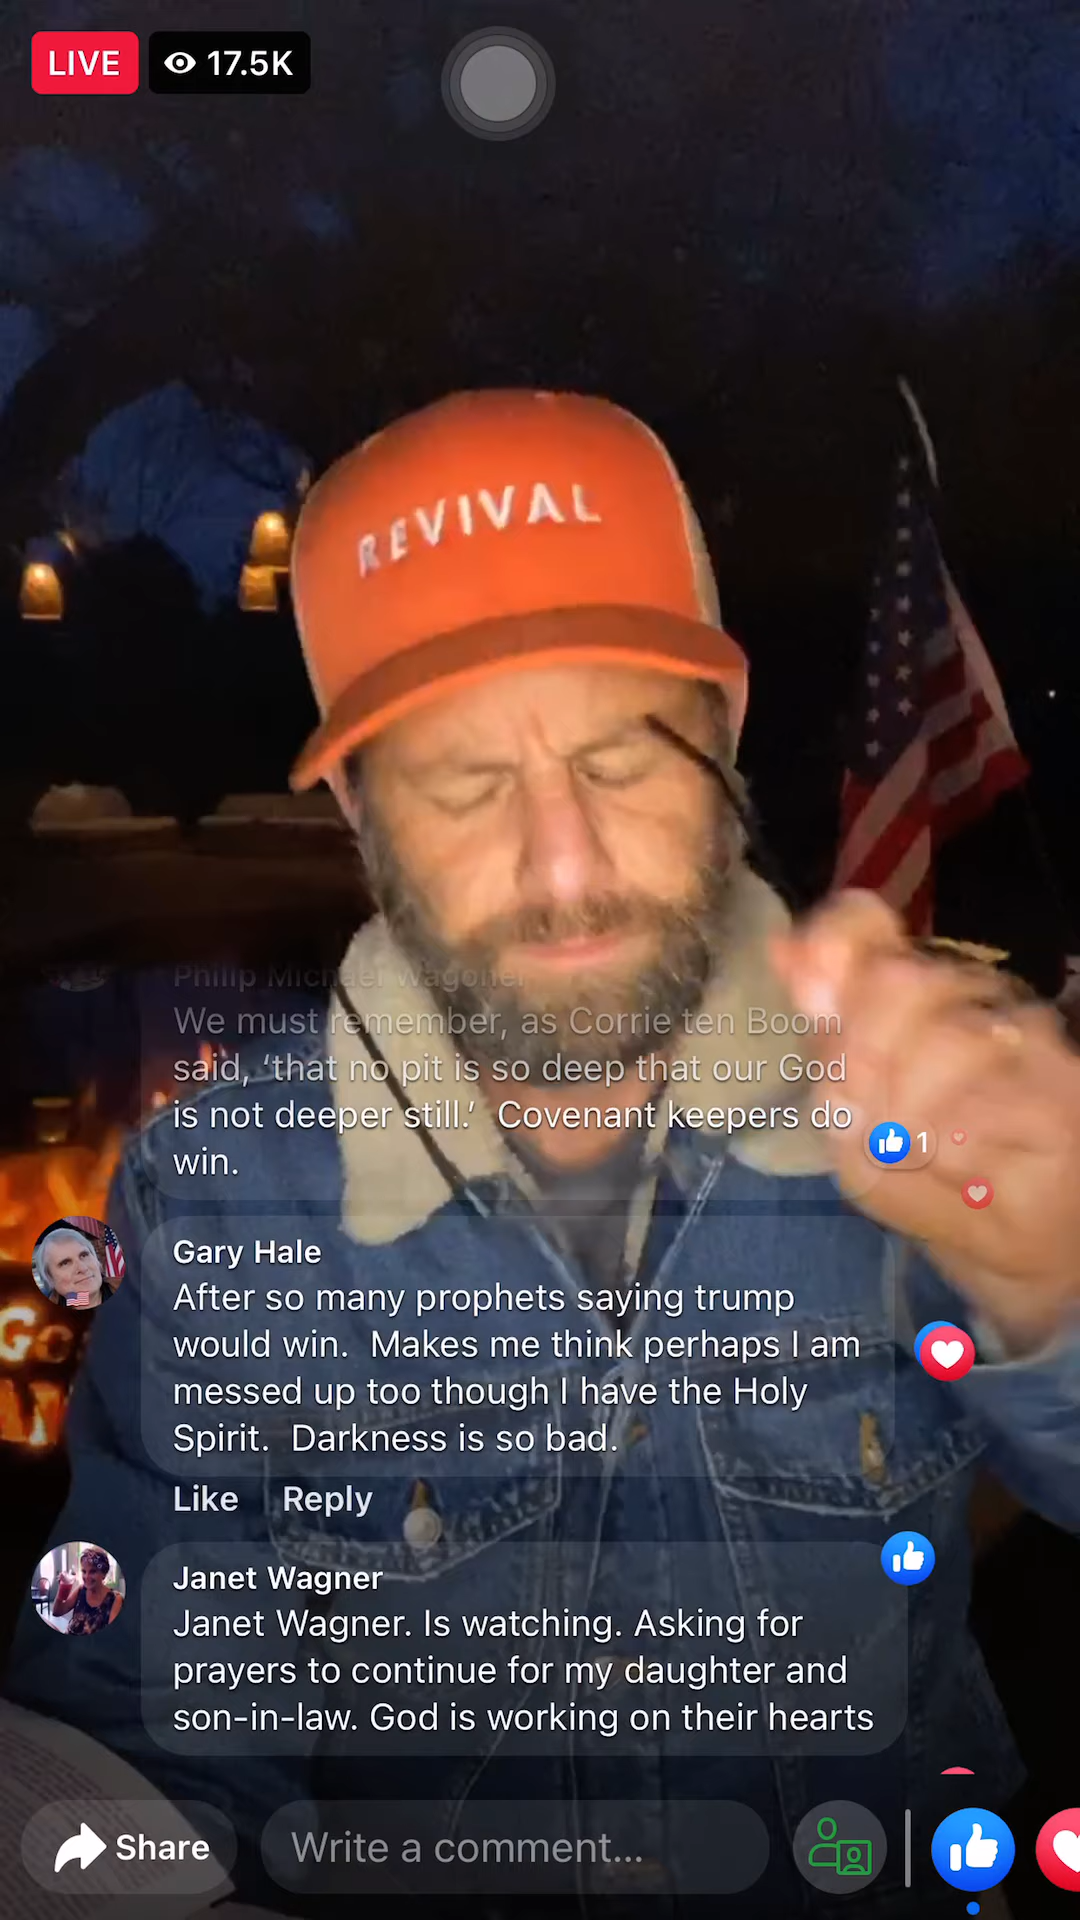 LIVE 17.5K
REVIVAL
Philip Michael Wagoner
We must remember, as Corrie ten Boom
said, ‘that no pit is so deep that our God
is not deeper still.’ Covenant keepers do
win.
1
Gary Hale
After so many prophets saying trump
would win. Makes me think perhaps I am
messed up too though I have the Holy
Spirit. Darkness is so bad.
Like Reply
Janet Wagner
Janet Wagner. Is watching. Asking for
prayers to continue for my daughter and
son-in-law. God is working on their hearts
Share Write a comment...